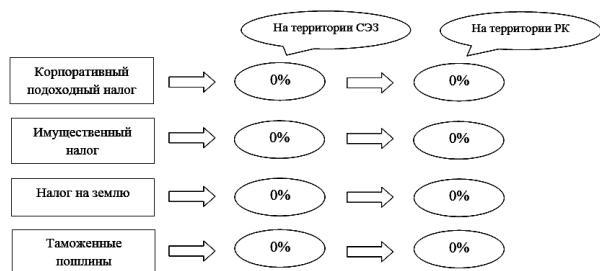 На территории СЭЗ
На территории РК
Корпоративный
подоходный налог
0%
0%
Имущественный
налог
0%
0%
Налог на землю
0%
0%
Таможенные
пошлины
0%
0%